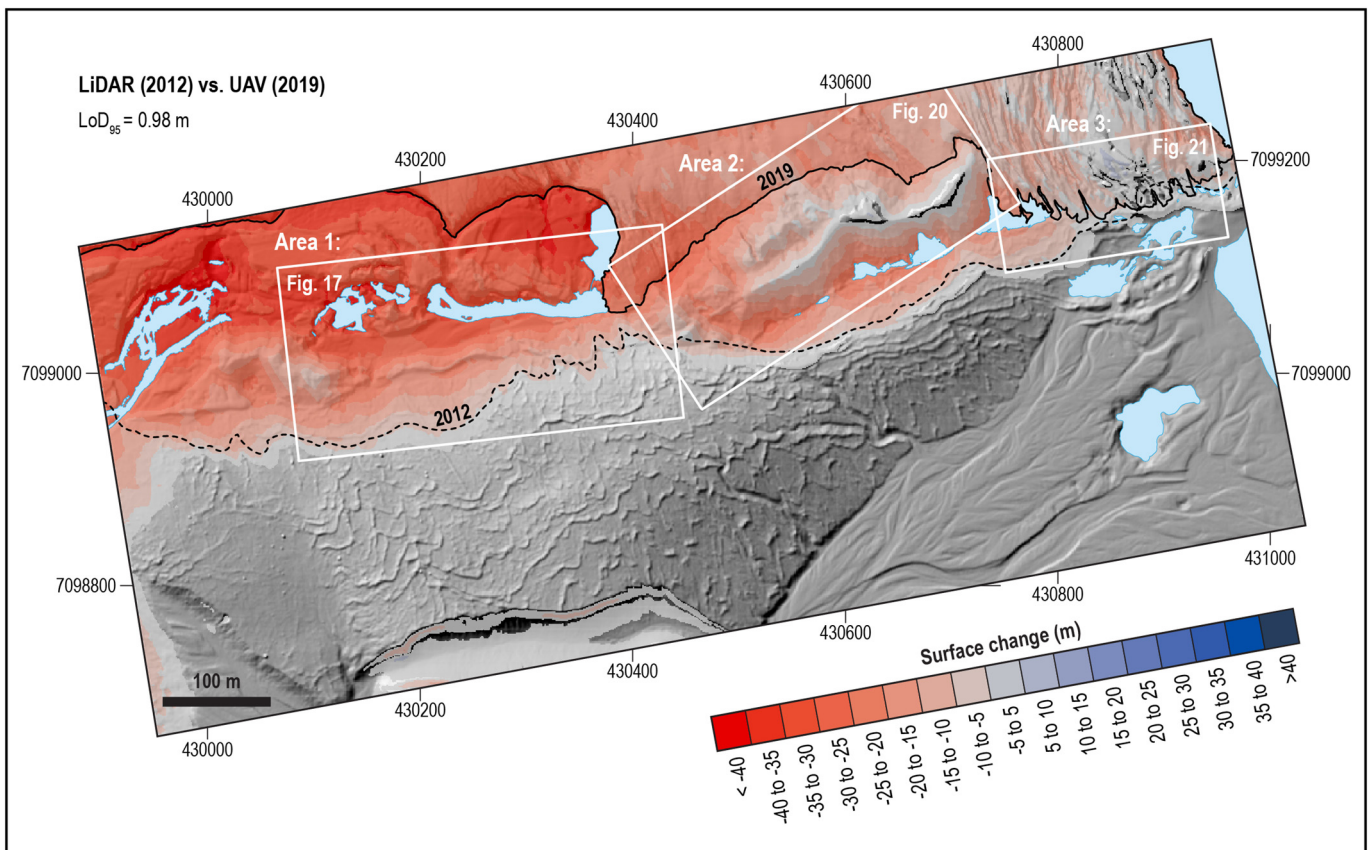 LiDAR (2012) vs. UAV (2019)
LoD95 = 0.98 m
430000
430200
430400
430600
430800
7099200
7099000
7098800
7099000
Area 1:
Fig. 17
Area 2:
Fig. 20
Area 3:
Fig. 21
2019
2012
100 m
430000
430200
430400
430600
430800
431000
Surface change (m)
< -40
-40 to -35
-35 to -30
-30 to -25
-25 to -20
-20 to -15
-15 to -10
-10 to -5
-5 to 5
5 to 10
10 to 15
15 to 20
20 to 25
25 to 30
30 to 35
35 to 40
>40